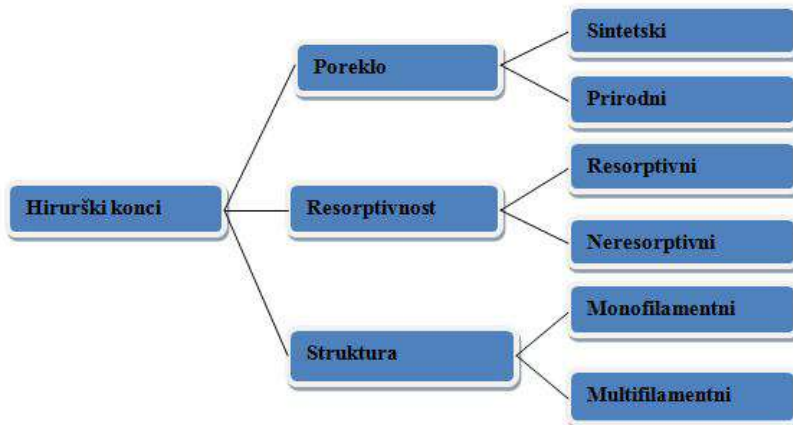 Hirurški konci
Poreklo
Sintetski
Prirodni
Resorptivnost
Resorptivni
Neresorptivni
Struktura
Monofilamentni
Multifilamentni